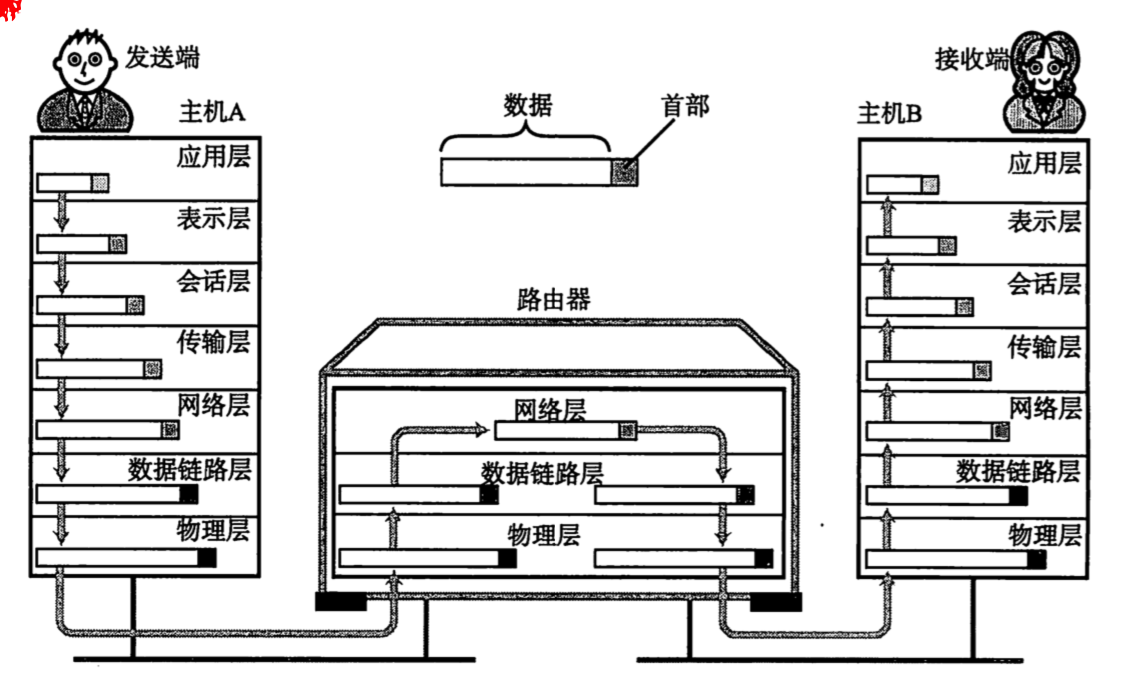 发送端
接收端
主机A
数据
首部
主机B
应用层
表示层
会话层
传输层
网络层
数据链路层
物理层
路由器
网络层
数据链路层
物理层
应用层
表示层
会话层
传输层
网络层
数据链路层
物理层